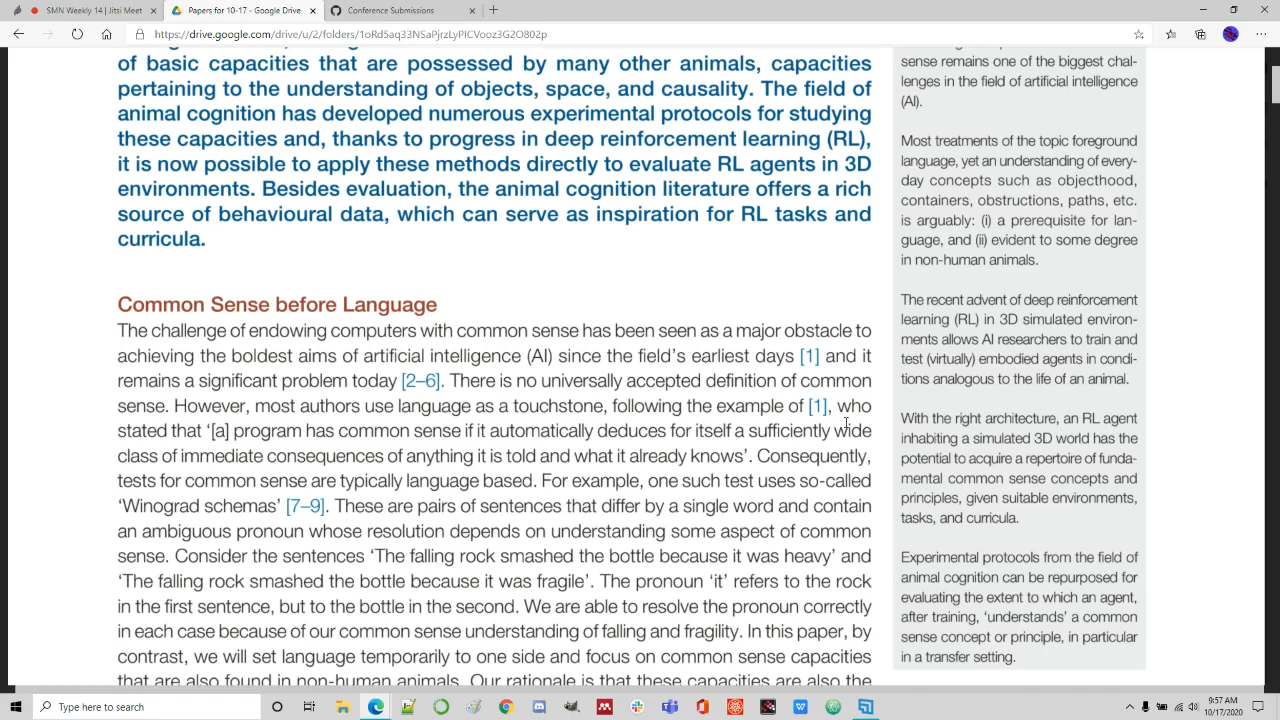 SMN Weekly 14 | Jitsi Meet
Papers for 10-17 - Google Drive
Conference Submissions
https://drive.google.com/drive/u/2/folders/1oRd5aq33NSaPjrzLyPICVooz3G2O802p
of basic capacities that are possessed by many other animals, capacities
pertaining to the understanding of objects, space, and causality. The field of
animal cognition has developed numerous experimental protocols for studying
these capacities and, thanks to progress in deep reinforcement learning (RL),
it is now possible to apply these methods directly to evaluate RL agents in 3D
environments. Besides evaluation, the animal cognition literature offers a rich
source of behavioural data, which can serve as inspiration for RL tasks and
curricula.
Common Sense before Language
The challenge of endowing computers with common sense has been seen as a major obstacle to
achieving the boldest aims of artificial intelligence (AI) since the field's earliest days [1] and it
remains a significant problem today [2–6]. There is no universally accepted definition of common
sense. However, most authors use language as a touchstone, following the example of [1], who
stated that '[a] program has common sense if it automatically deduces for itself a sufficiently wide
class of immediate consequences of anything it is told and what it already knows'. Consequently,
tests for common sense are typically language based. For example, one such test uses so-called
'Winograd schemas' [7–9]. These are pairs of sentences that differ by a single word and contain
an ambiguous pronoun whose resolution depends on understanding some aspect of common
sense. Consider the sentences 'The falling rock smashed the bottle because it was heavy' and
'The falling rock smashed the bottle because it was fragile'. The pronoun 'it' refers to the rock
in the first sentence, but to the bottle in the second. We are able to resolve the pronoun correctly
in each case because of our common sense understanding of falling and fragility. In this paper, by
contrast, we will set language temporarily to one side and focus on common sense capacities
that are also found in non-human animals. Our rationale is that these capacities are also the
sense remains one of the biggest chal-
lenges in the field of artificial intelligence
(AI).
Most treatments of the topic foreground
language, yet an understanding of every-
day concepts such as objecthood,
containers, obstructions, paths, etc.
is arguably: (i) a prerequisite for lan-
guage, and (ii) evident to some degree
in non-human animals.
The recent advent of deep reinforcement
learning (RL) in 3D simulated environ-
ments allows AI researchers to train and
test (virtually) embodied agents in condi-
tions analogous to the life of an animal.
With the right architecture, an RL agent
inhabiting a simulated 3D world has the
potential to acquire a repertoire of funda-
mental common sense concepts and
principles, given suitable environments,
tasks, and curricula.
Experimental protocols from the field of
animal cognition can be repurposed for
evaluating the extent to which an agent,
after training, 'understands' a common
sense concept or principle, in particular
in a transfer setting.
Type here to search
9:57 AM
10/17/2020